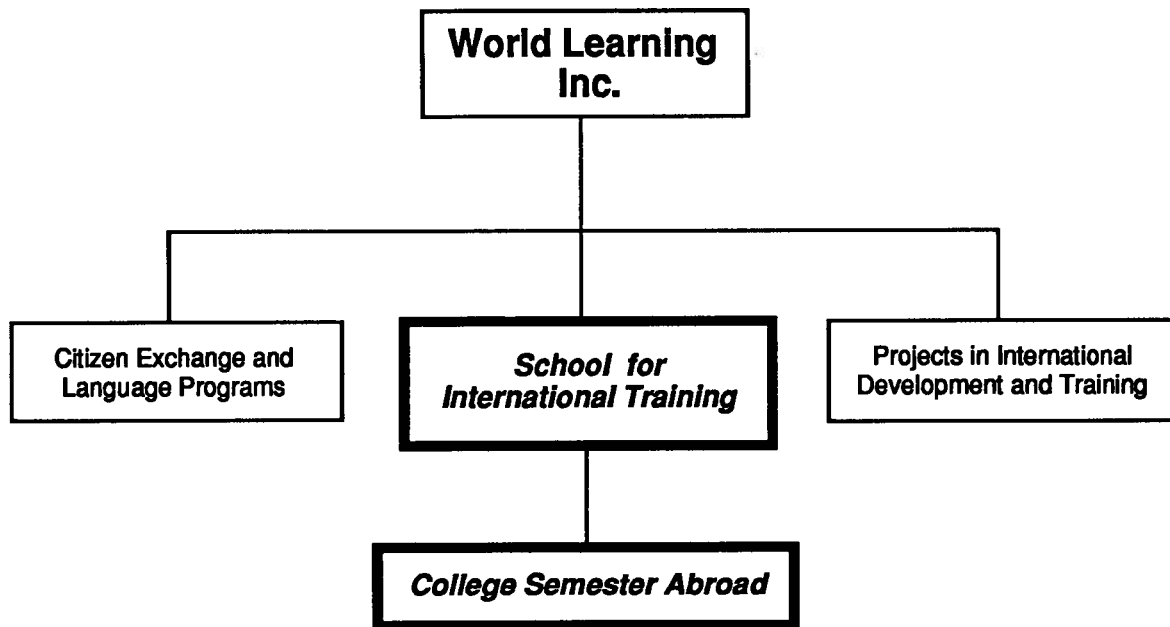 World Learning
Inc.
Citizen Exchange and
Language Programs
School for
International Training
Projects in International
Development and Training
College Semester Abroad